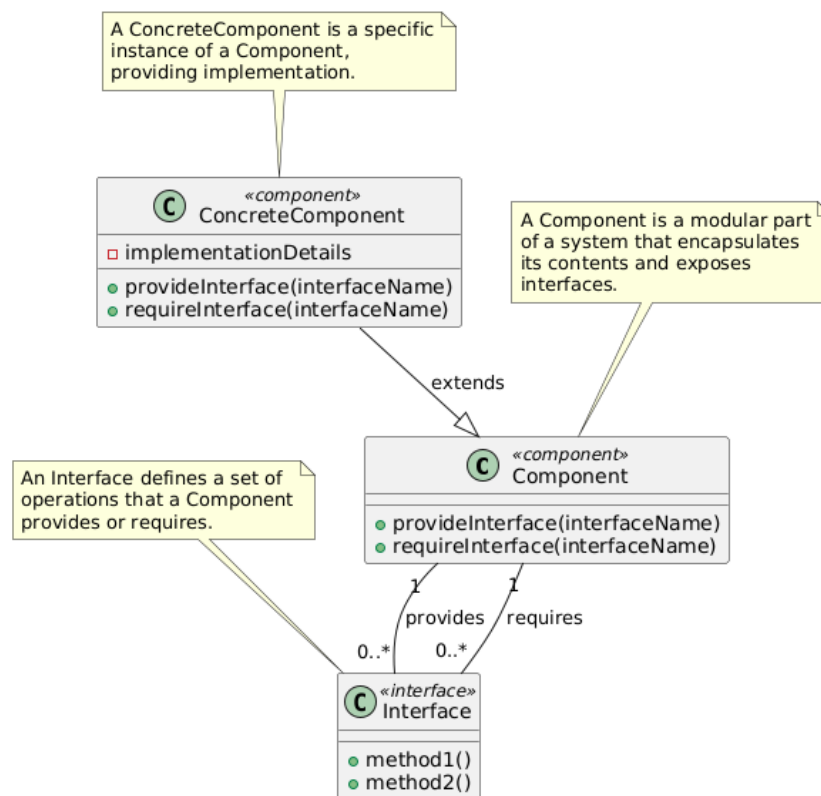 A ConcreteComponent is a specific
instance of a Component,
providing implementation.
C
«component»
ConcreteComponent
implementationDetails
provideInterface(interfaceName)
requireInterface(interfaceName)
A Component is a modular part
of a system that encapsulates
its contents and exposes
interfaces.
extends
C
«component»
Component
provideInterface(interfaceName)
requireInterface(interfaceName)
An Interface defines a set of
operations that a Component
provides or requires.
1
1
provides
requires
0..*
0..*
C
«interface»
Interface
method1()
method2()